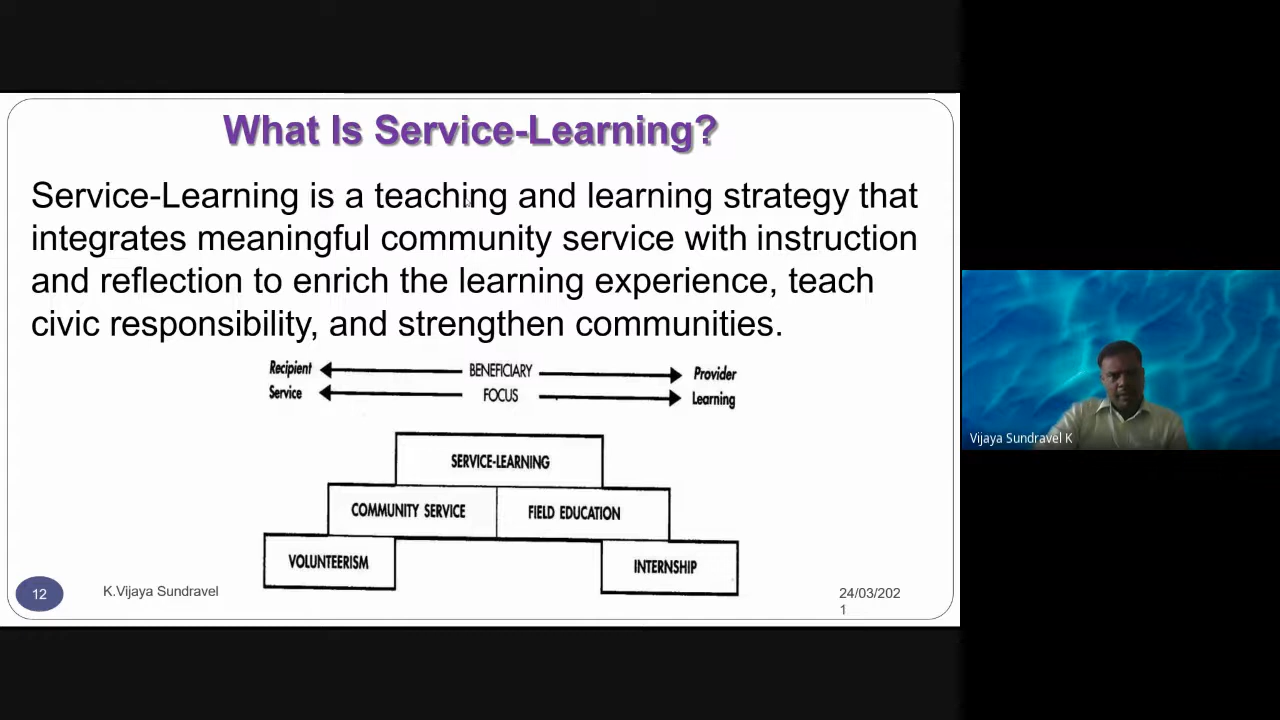 What Is Service-Learning?
Service-Learning is a teaching and learning strategy that
integrates meaningful community service with instruction
and reflection to enrich the learning experience, teach
civic responsibility, and strengthen communities.
Recipient BENEFICIARY Provider
Service FOCUS Learning
SERVICE-LEARNING
COMMUNITY SERVICE FIELD EDUCATION
VOLUNTEERISM INTERNSHIP
12 K.Vijaya Sundravel 24/03/202
1
Vijaya Sundravel K